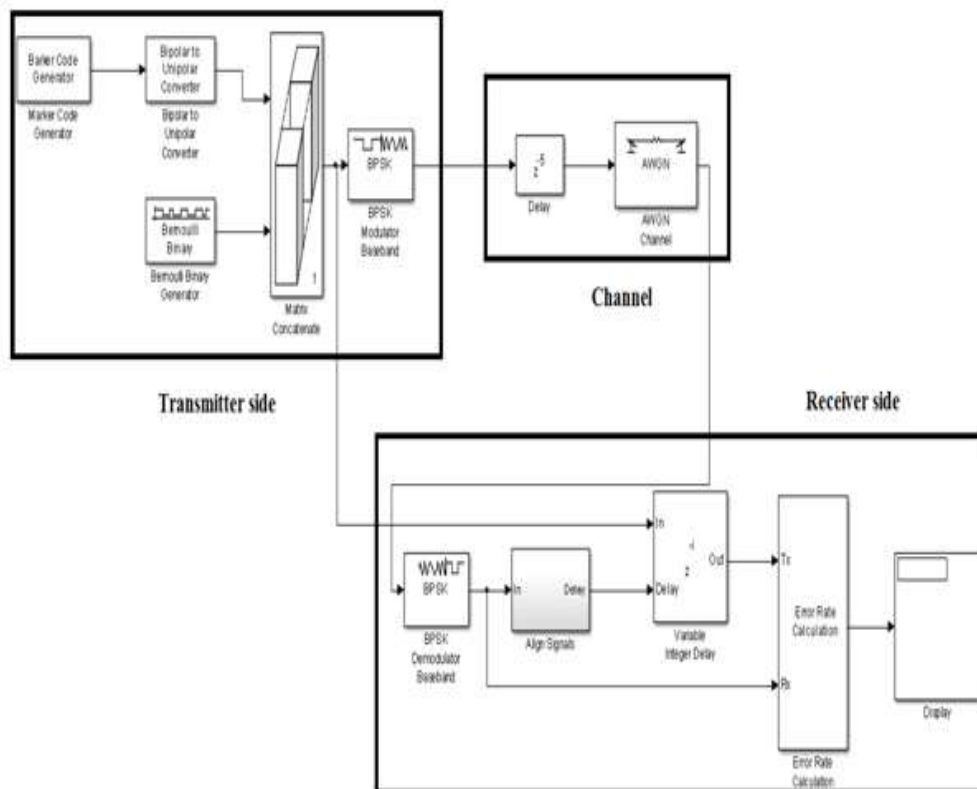 Barker Code
Generator
Marker Code
Generator
Bipolar to
Unipolar
Converter
Bipolar to
Unipolar
Converter
Bernoulli
Binary
Bernoulli Binary
Generator
1
Matrix
Concatenate
BPSK
BPSK
Modulator
Baseband
Transmitter side
-5
z
Delay
AWGN
AWGN
Channel
Channel
Receiver side
BPSK
BPSK
Demodulator
Baseband
In
Delay
Align Signals
In
-i
z
Out
Delay
Variable
Integer Delay
Tx
Error Rate
Calculation
Rx
Error Rate
Calculation
Display